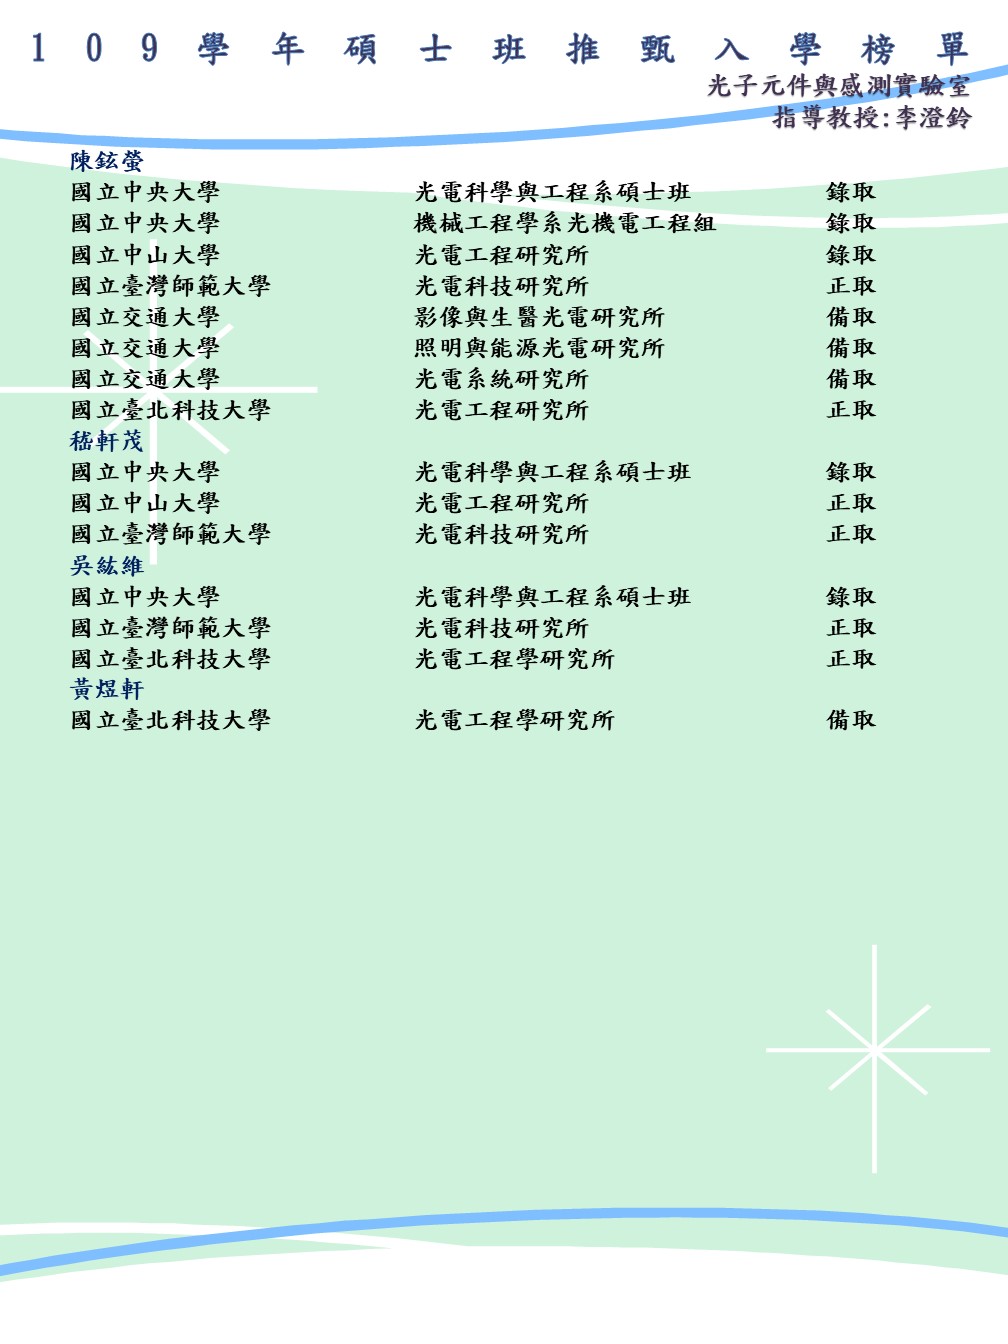 109學年碩士班推甄入學榜單
光子元件與感測實驗室
指導教授:李澄鈴
陳鉉螢
國立中央大學 光電科學與工程系碩士班 錄取
國立中央大學 機械工程學系光機電工程組 錄取
國立中山大學 光電工程研究所 錄取
國立臺灣師範大學 光電科技研究所 正取
國立交通大學 影像與生醫光電研究所 備取
國立交通大學 照明與能源光電研究所 備取
國立交通大學 光電系統研究所 備取
國立臺北科技大學 光電工程研究所 正取
嵇軒茂
國立中央大學 光電科學與工程系碩士班 錄取
國立中山大學 光電工程研究所 正取
國立臺灣師範大學 光電科技研究所 正取
吳紘維
國立中央大學 光電科學與工程系碩士班 錄取
國立臺灣師範大學 光電科技研究所 正取
國立臺北科技大學 光電工程學研究所 正取
黃煜軒
國立臺北科技大學 光電工程學研究所 備取